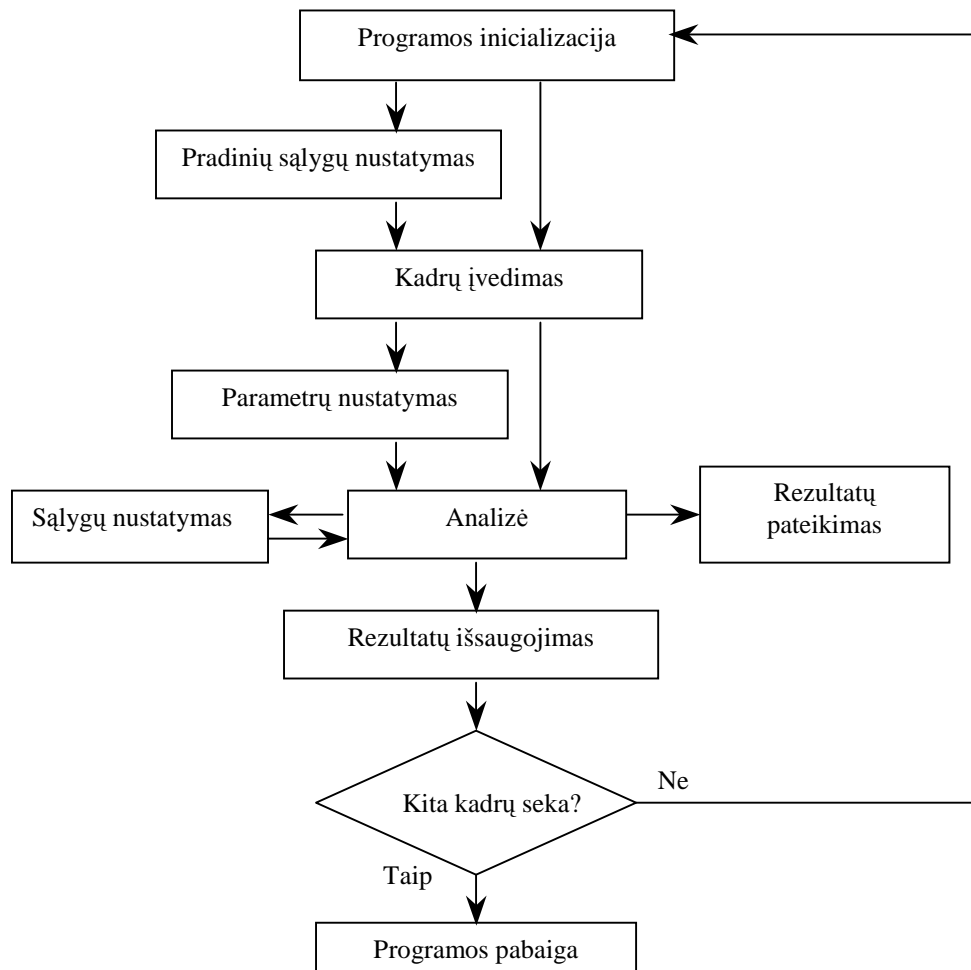 Programos inicializacija
Pradinių sąlygų nustatymas
Kadrų įvedimas
Parametrų nustatymas
Sąlygų nustatymas
Analizė
Rezultatų
pateikimas
Rezultatų išsaugojimas
Kita kadrų seka?
Ne
Taip
Programos pabaiga